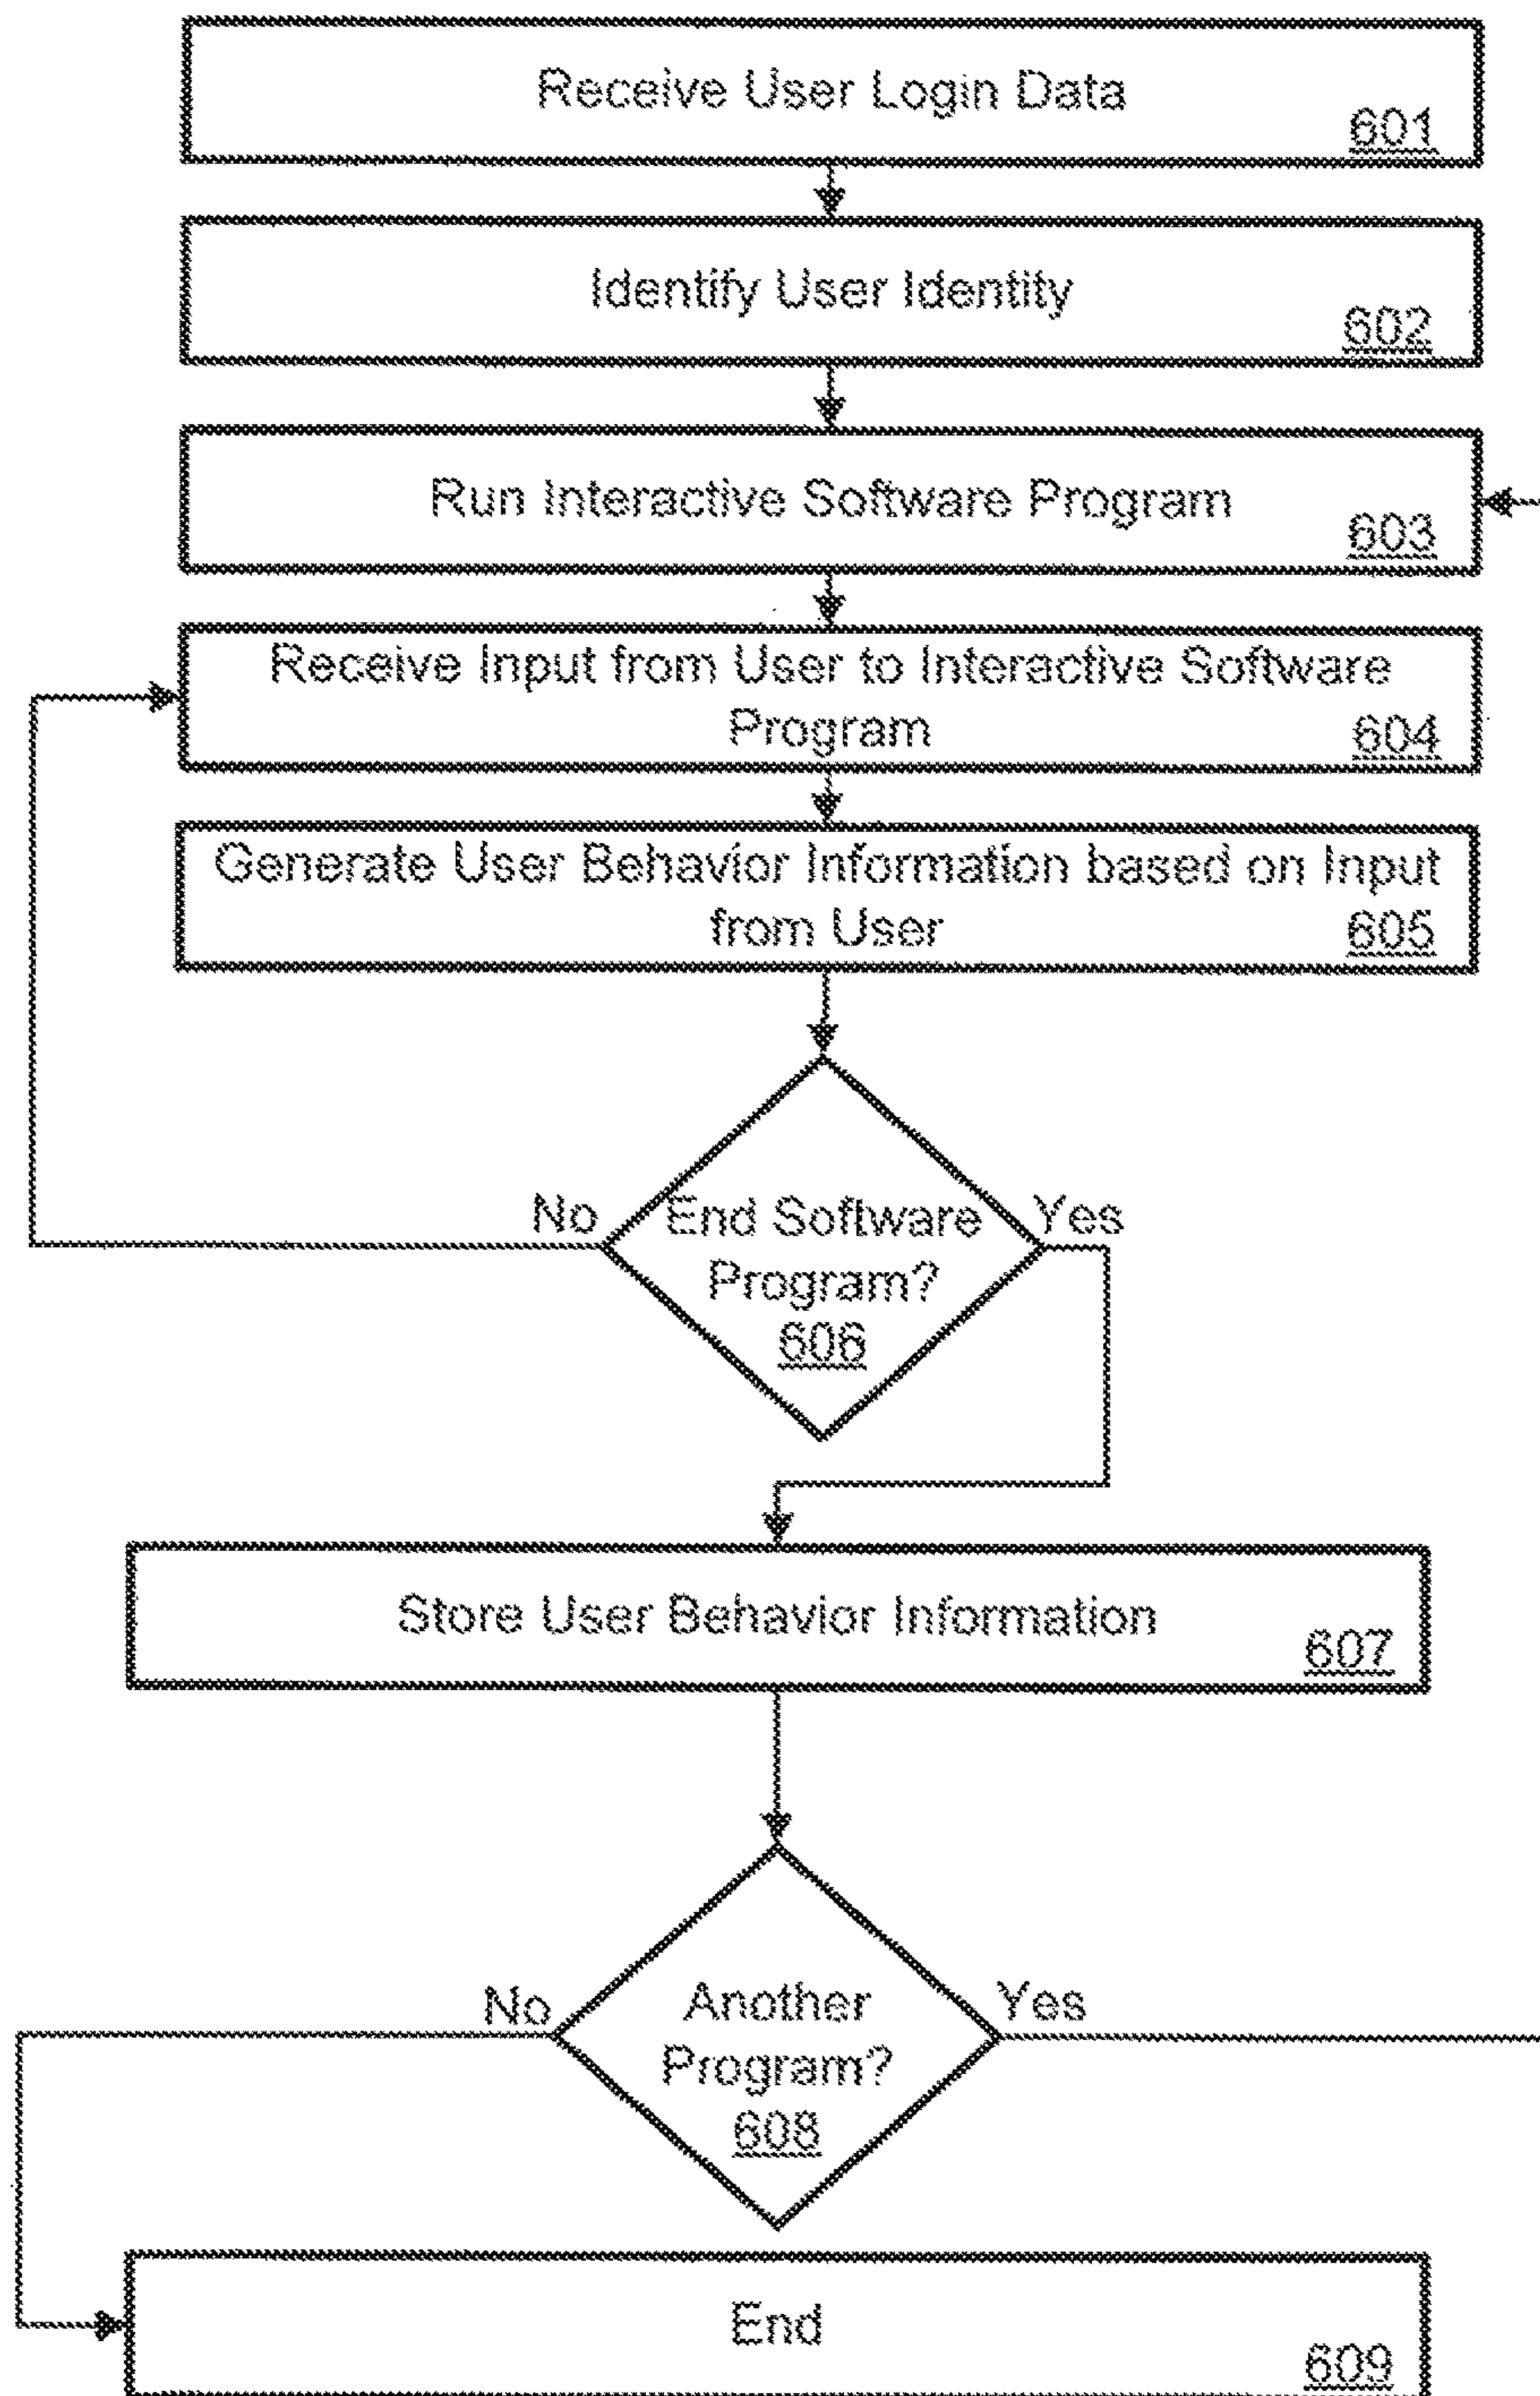 Receive User Login Data
601
Identify User Identity
602
Run Interactive Software Program
603
Receive Input from User to Interactive Software
Program
604
Generate User Behavior Information based on Input
from User
605
No
End Software
Yes
Program?
606
Store User Behavior Information
607
No
Another
Yes
Program?
608
End
609